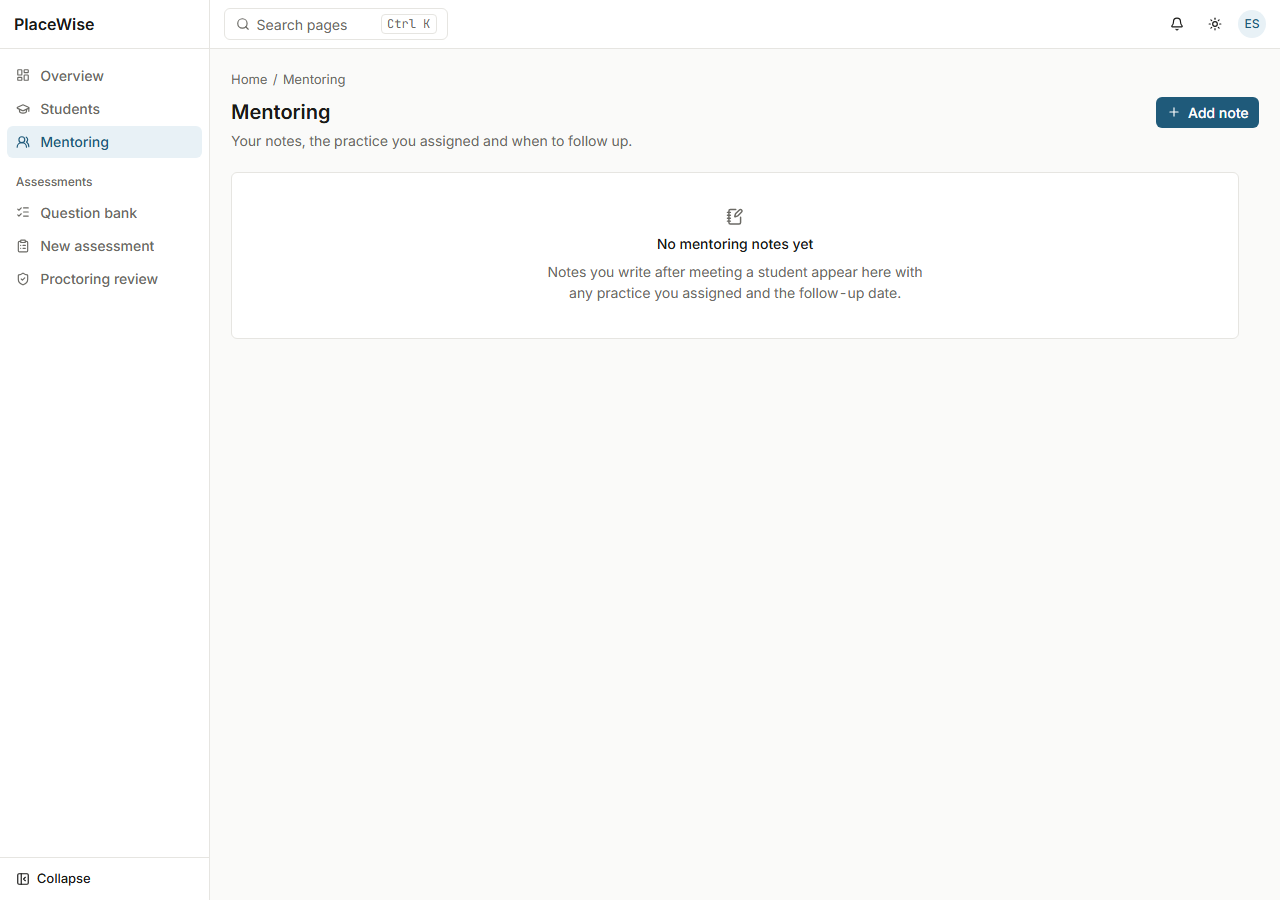 PlaceWise
Search pages
Ctrl K
ES
Overview
Students
Mentoring
Assessments
Question bank
New assessment
Proctoring review
Collapse
Home / Mentoring
Mentoring
Add note
Your notes, the practice you assigned and when to follow up.
No mentoring notes yet
Notes you write after meeting a student appear here with
any practice you assigned and the follow-up date.